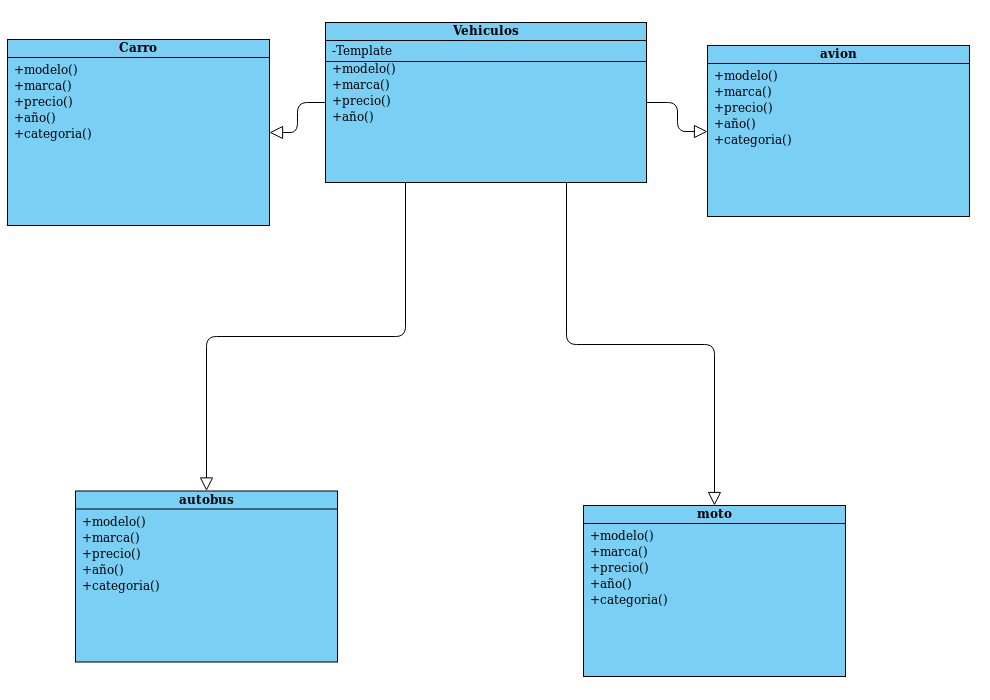 Carro
+modelo()
+marca()
+precio()
+año()
+categoria()
Vehiculos
-Template
+modelo()
+marca()
+precio()
+año()
avion
+modelo()
+marca()
+precio()
+año()
+categoria()
autobus
+modelo()
+marca()
+precio()
+año()
+categoria()
moto
+modelo()
+marca()
+precio()
+año()
+categoria()